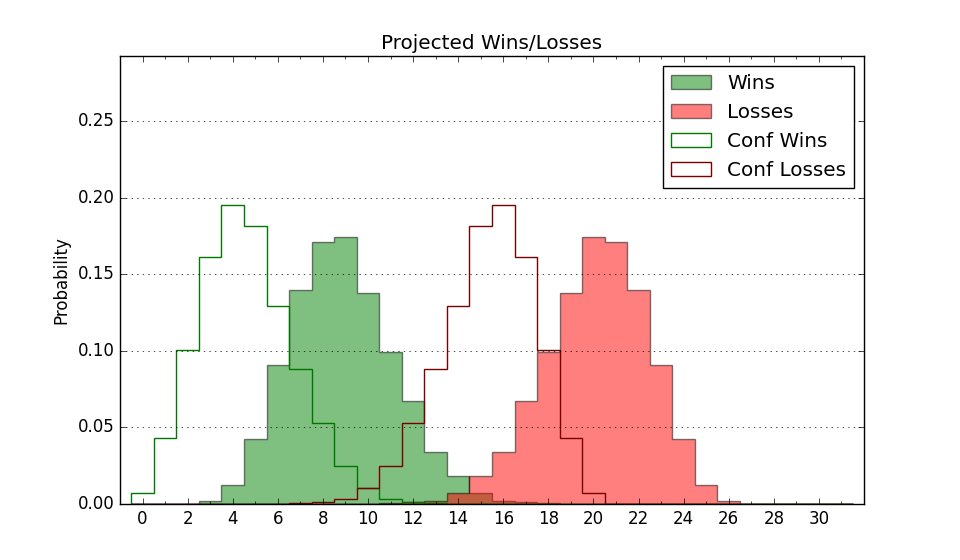 Projected Wins/Losses
Wins
Losses
Conf Wins
Conf Losses
Probability
0.25
0.20
0.15
0.10
0.05
0.00
0 2 4 6 8 10 12 14 16 18 20 22 24 26 28 30